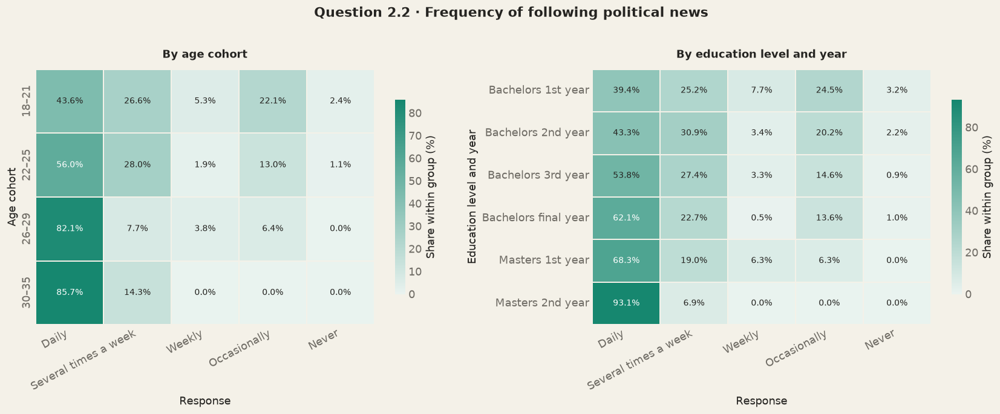 Question 2.2 · Frequency of following political news
By age cohort
Age cohort
18–21
43.6% 26.6% 5.3% 22.1% 2.4%
22–25
56.0% 28.0% 1.9% 13.0% 1.1%
26–29
82.1% 7.7% 3.8% 6.4% 0.0%
30–35
85.7% 14.3% 0.0% 0.0% 0.0%
Daily
Several times a week
Weekly
Occasionally
Never
Response
80
70
60
50
40
30
20
10
0
Share within group (%)
By education level and year
Education level and year
Bachelors 1st year 39.4% 25.2% 7.7% 24.5% 3.2%
Bachelors 2nd year 43.3% 30.9% 3.4% 20.2% 2.2%
Bachelors 3rd year 53.8% 27.4% 3.3% 14.6% 0.9%
Bachelors final year 62.1% 22.7% 0.5% 13.6% 1.0%
Masters 1st year 68.3% 19.0% 6.3% 6.3% 0.0%
Masters 2nd year 93.1% 6.9% 0.0% 0.0% 0.0%
Daily
Several times a week
Weekly
Occasionally
Never
Response
80
60
40
20
0
Share within group (%)